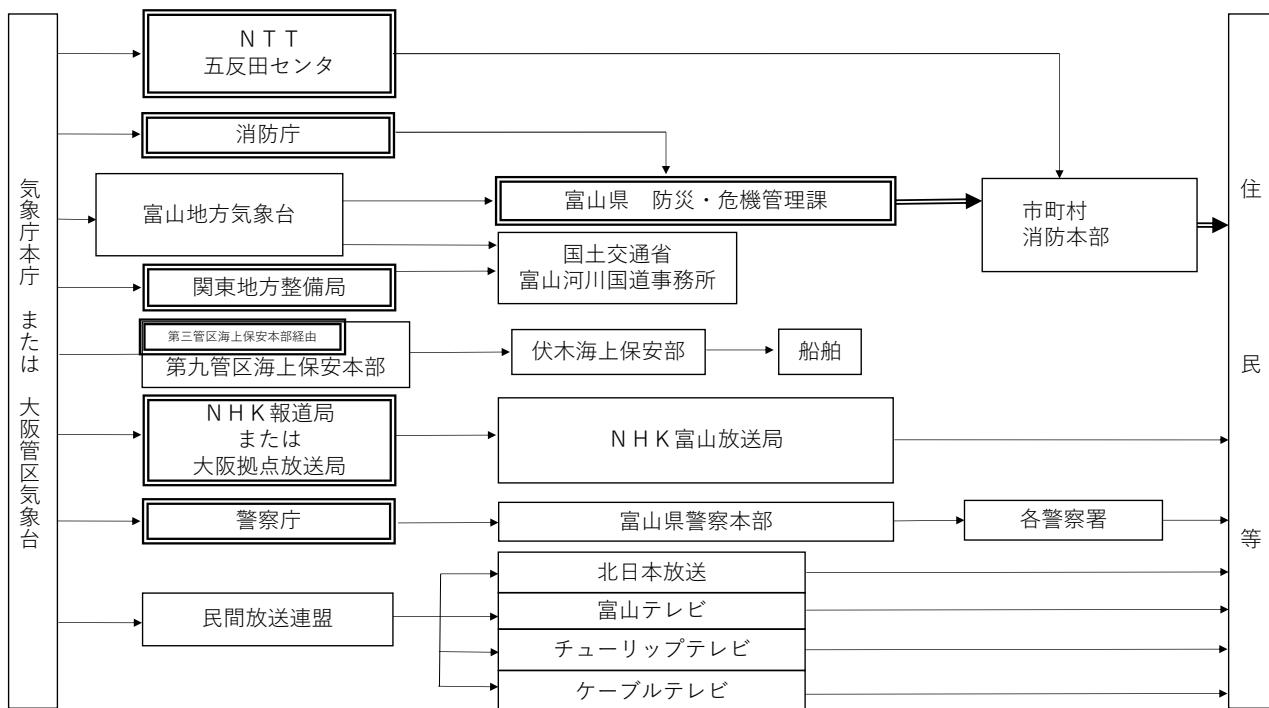 気象庁本庁 または 大阪管区気象台
ＮＴＴ
五反田センタ
消防庁
富山地方気象台
富山県 防災・危機管理課
市町村
消防本部
国土交通省
富山河川国道事務所
関東地方整備局
第三管区海上保安本部経由
第九管区海上保安本部
伏木海上保安部
船舶
ＮＨＫ報道局
または
大阪拠点放送局
ＮＨＫ富山放送局
警察庁
富山県警察本部
各警察署
民間放送連盟
北日本放送
富山テレビ
チューリップテレビ
ケーブルテレビ
住民等